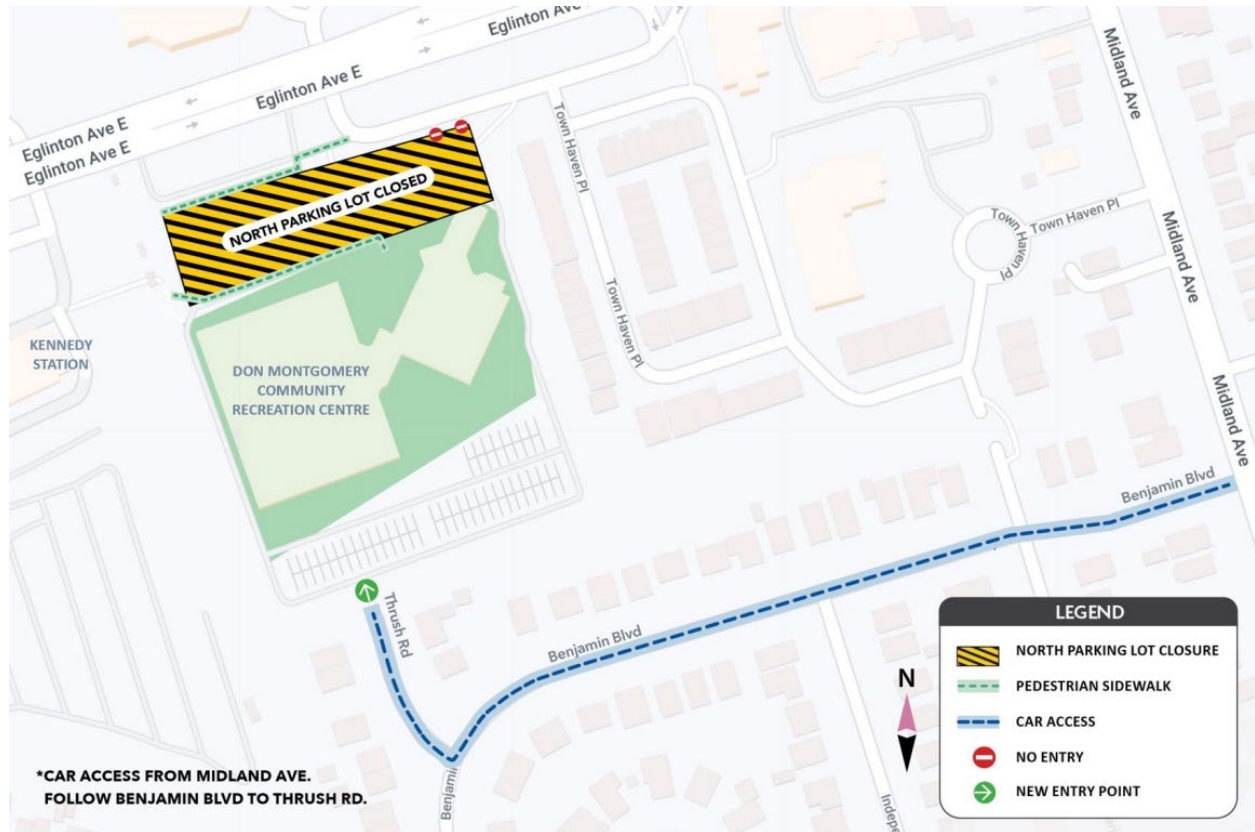 Eglinton Ave E
Eglinton Ave E
Eglinton Ave E
Eglinton Ave E
Midland Ave
Town Haven Pl
NORTH PARKING LOT CLOSED
Town Haven Pl
Town Haven Pl
Midland Ave
Town Haven Pl
KENNEDY
STATION
DON MONTGOMERY
COMMUNITY
RECREATION CENTRE
Midland Ave
Benjamin Blvd
Thrush Rd
Benjamin Blvd
Benjamin
LEGEND
NORTH PARKING LOT CLOSURE
PEDESTRIAN SIDEWALK
CAR ACCESS
NO ENTRY
NEW ENTRY POINT
N
*CAR ACCESS FROM MIDLAND AVE.
FOLLOW BENJAMIN BLVD TO THRUSH RD.
Indep